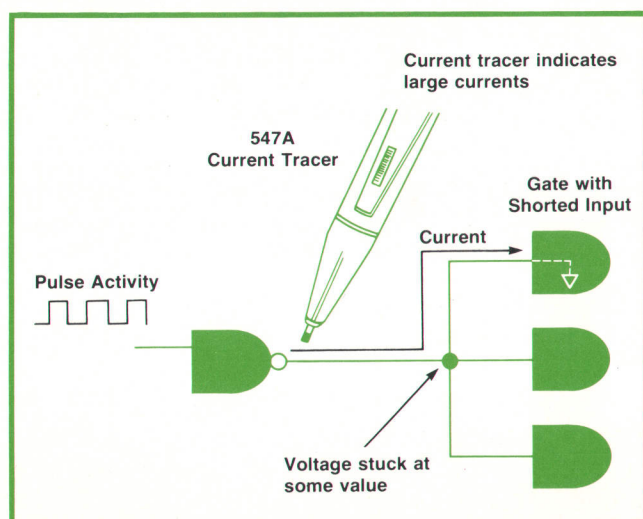 Current tracer indicates
large currents
547A
Current Tracer
Gate with
Shorted Input
Current
Pulse Activity
Voltage stuck at
some value